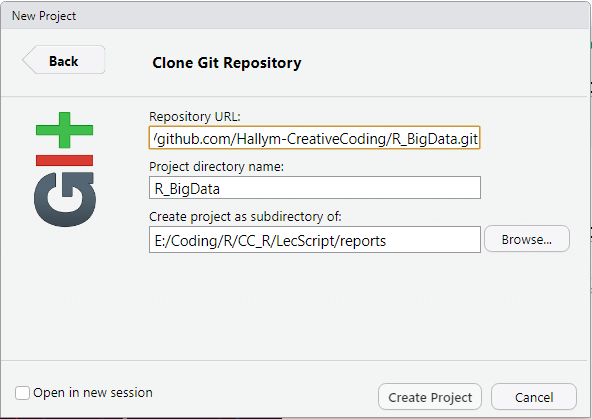 New Project
Back
Clone Git Repository
Repository URL:
/github.com/Hallym-CreativeCoding/R_BigData.git
Project directory name:
R_BigData
Create project as subdirectory of:
E:/Coding/R/CC_R/LecScript/reports
Browse...
Git
Open in new session
Create Project
Cancel